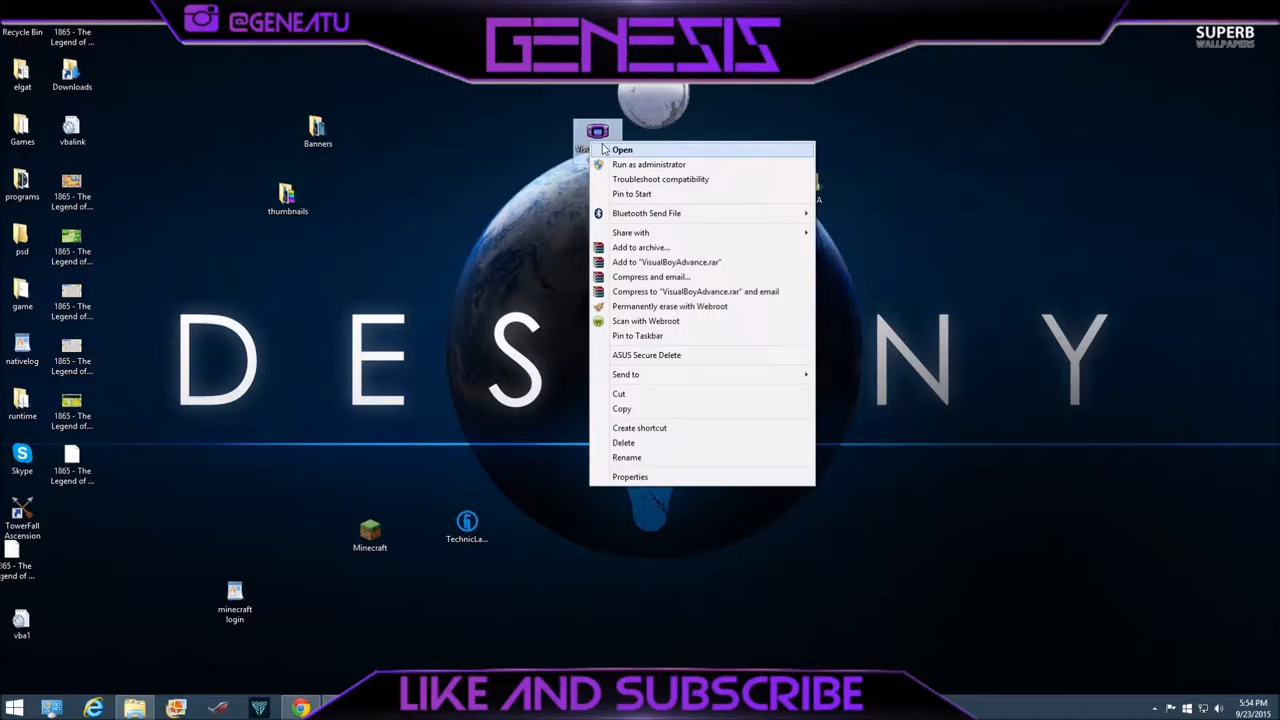 @GENEATU
GENESIS
SUPERB
WALLPAPERS
Recycle Bin
1865 - The
Legend of ...
elgat
Downloads
Games
vbalink
Banners
programs
1865 - The
Legend of ...
thumbnails
psd
1865 - The
Legend of ...
game
1865 - The
Legend of ...
nativelog
1865 - The
Legend of ...
runtime
1865 - The
Legend of ...
Skype
1865 - The
Legend of ...
TowerFall
Ascension
Legend of ...
vba1
Minecraft
TechnicLa...
minecraft
login
DES
NY
A
Open
Run as administrator
Troubleshoot compatibility
Pin to Start
Bluetooth Send File
Share with
Add to archive...
Add to "VisualBoyAdvance.rar"
Compress and email...
Compress to "VisualBoyAdvance.rar" and email
Permanently erase with Webroot
Scan with Webroot
Pin to Taskbar
ASUS Secure Delete
Send to
Cut
Copy
Create shortcut
Delete
Rename
Properties
LIKE AND SUBSCRIBE
5:54 PM
9/23/2015